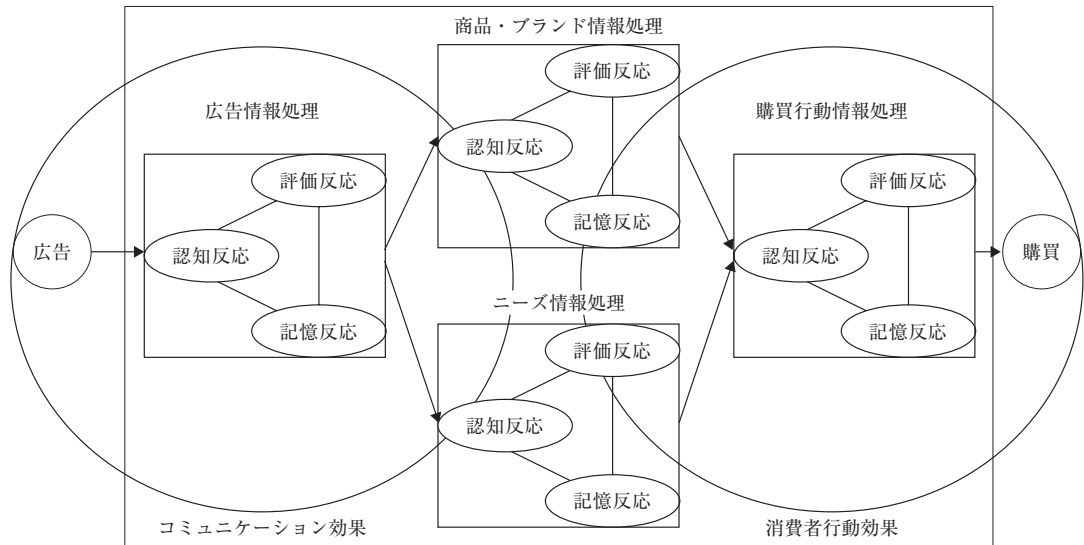 商品・ブランド情報処理
評価反応
認知反応
記憶反応
広告情報処理
評価反応
認知反応
記憶反応
広告
購買行動情報処理
評価反応
認知反応
記憶反応
購買
ニーズ情報処理
評価反応
認知反応
記憶反応
コミュニケーション効果
消費者行動効果